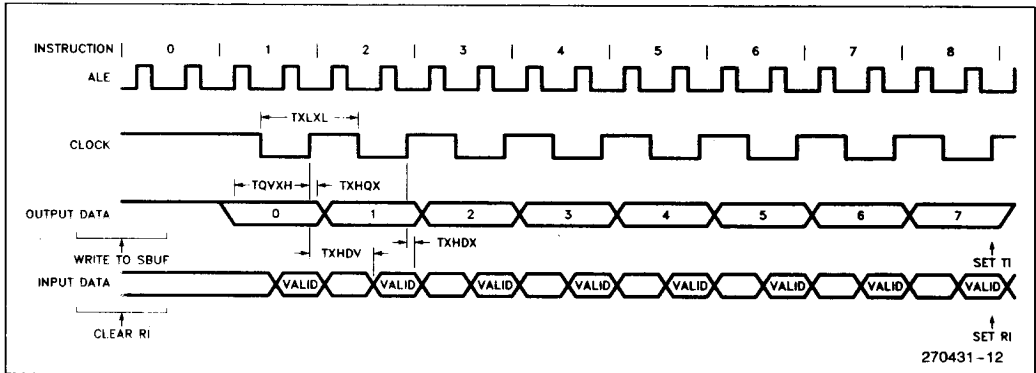 INSTRUCTION | 0 | 1 | 2 | 3 | 4 | 5 | 6 | 7 | 8 |
ALE
TXLXL
CLOCK
TQVXH TXHQX
OUTPUT DATA 0 1 2 3 4 5 6 7
WRITE TO SBUF TXHDV TXHDX SET TI
INPUT DATA VALID VALID VALID VALID VALID VALID VALID VALID
CLEAR RI SET RI
270431-12